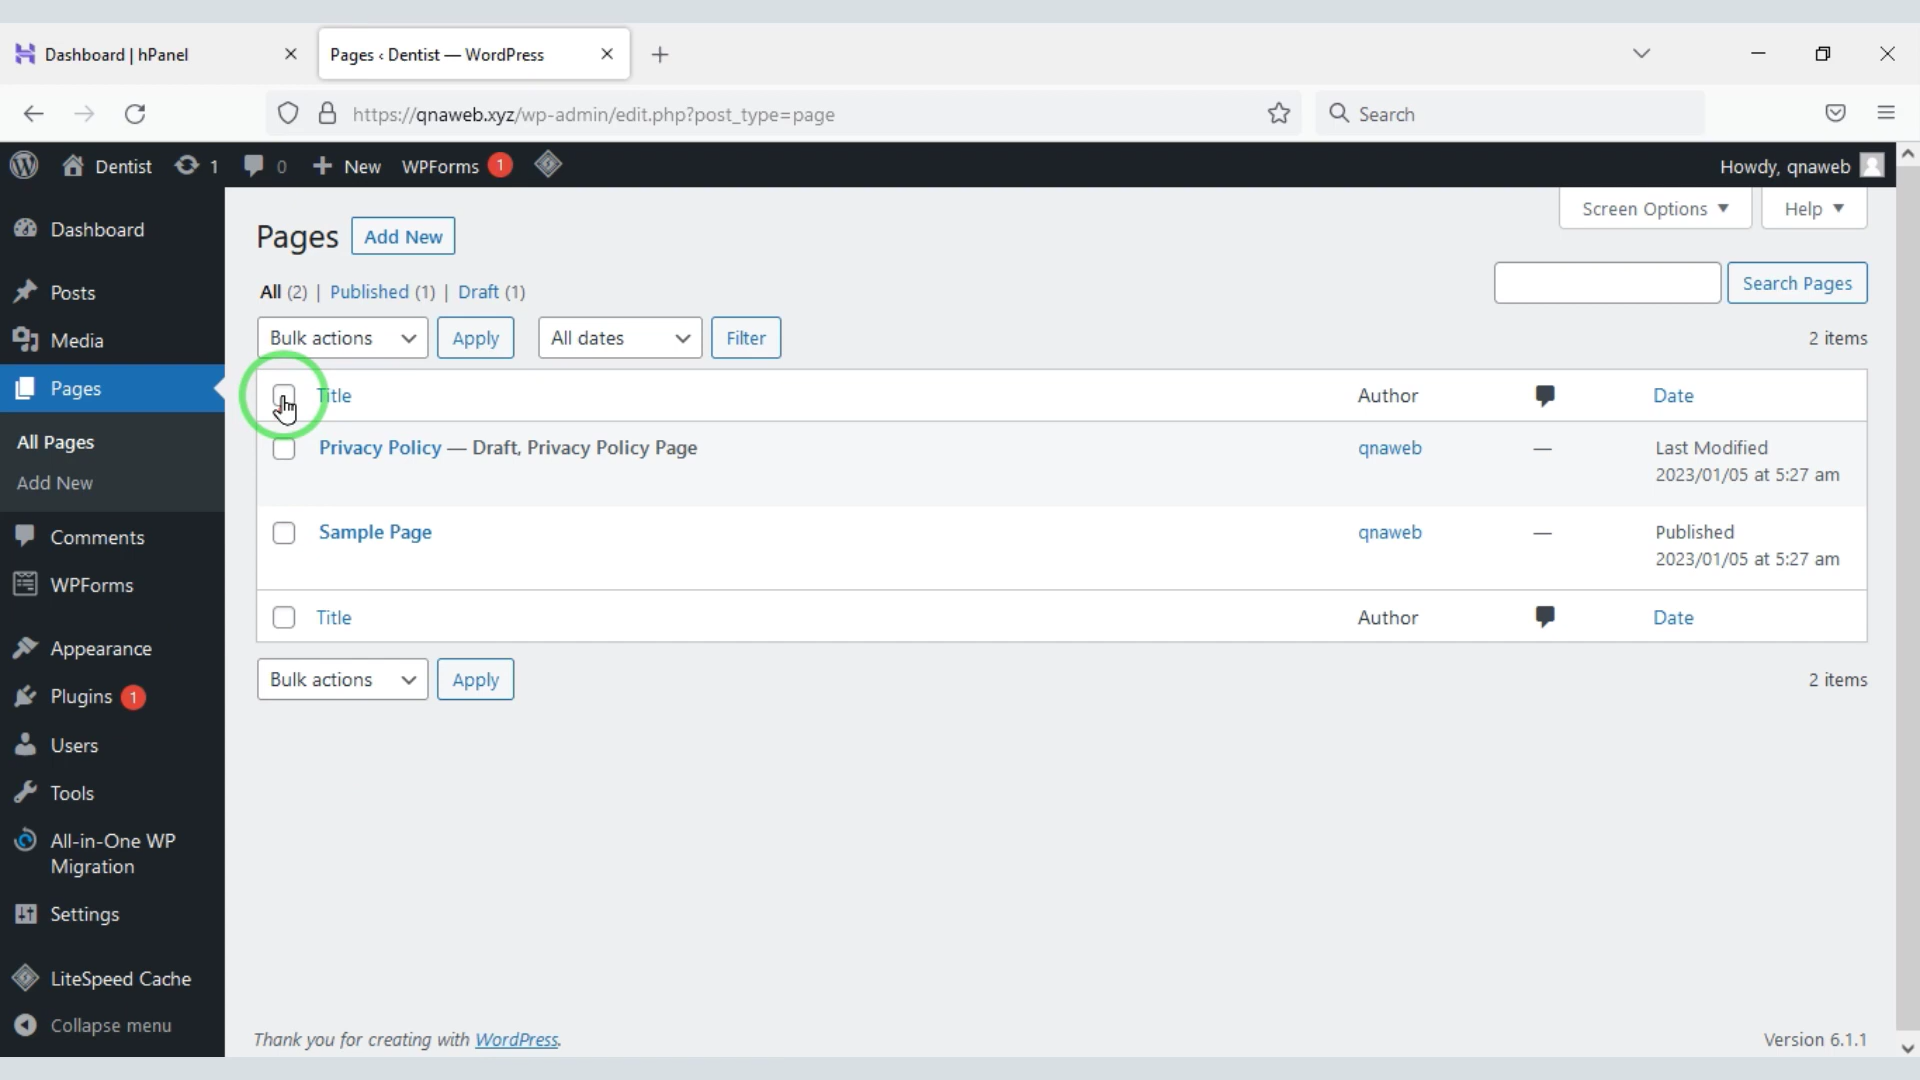 Dashboard | hPanel
Pages ‹ Dentist — WordPress
https://qnaweb.xyz/wp-admin/edit.php?post_type=page
Search
Dentist
1
0
New
WPForms 1
Howdy, qnaweb
Dashboard
Posts
Media
Pages
All Pages
Add New
Comments
WPForms
Appearance
Plugins 1
Users
Tools
All-in-One WP
Migration
Settings
LiteSpeed Cache
Collapse menu
Screen Options
Help
Pages Add New
All (2) | Published (1) | Draft (1)
Search Pages
Bulk actions Apply All dates Filter 2 items
Title Author Date
Privacy Policy — Draft, Privacy Policy Page qnaweb — Last Modified
2023/01/05 at 5:27 am
Sample Page qnaweb — Published
2023/01/05 at 5:27 am
Title Author Date
Bulk actions Apply 2 items
Thank you for creating with WordPress.
Version 6.1.1